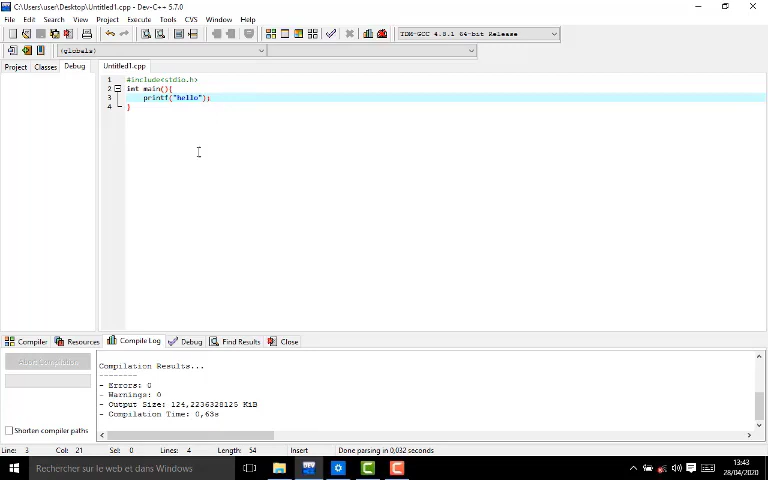 C:\Users\user\Desktop\Untitled1.cpp - Dev-C++ 5.7.0
File Edit Search View Project Execute Tools CVS Window Help
TDM-GCC 4.8.1 64-bit Release
(globals)
Project Classes Debug Untitled1.cpp
1 #include<stdio.h>
2 int main(){
3 printf("hello");
4 }
Compiler Resources Compile Log Debug Find Results Close
Abort Compilation
Shorten compiler paths
Compilation Results...
--------
- Errors: 0
- Warnings: 0
- Output Size: 124,2236328125 KiB
- Compilation Time: 0,63s
Line: 3 Col: 21 Sel: 0 Lines: 4 Length: 54 Insert Done parsing in 0,032 seconds
Rechercher sur le web et dans Windows
13:43
28/04/2020